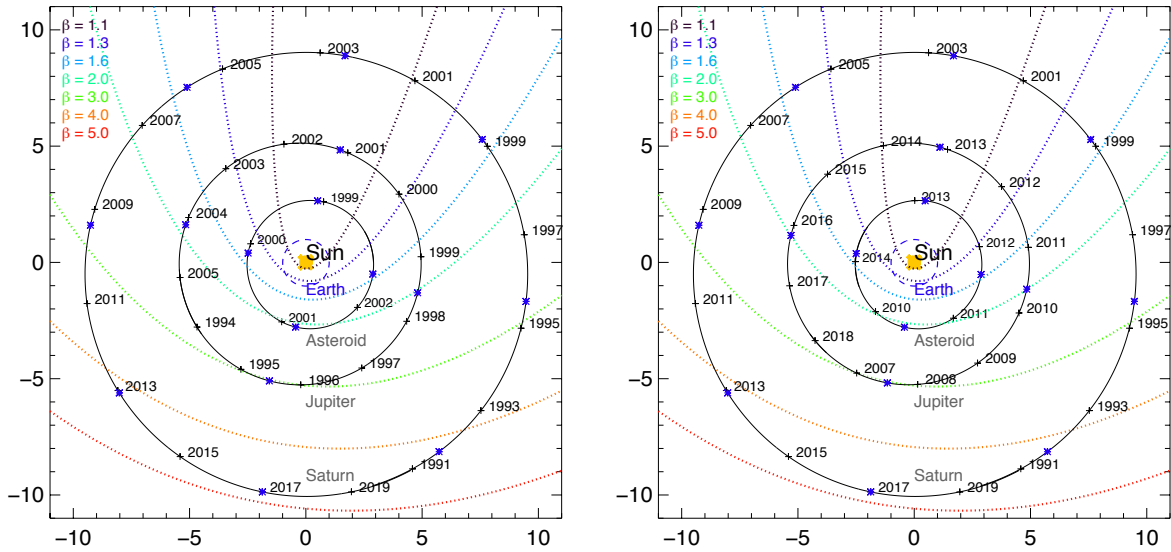 β = 1.1
β = 1.3
β = 1.6
β = 2.0
β = 3.0
β = 4.0
β = 5.0
10
5
0
−5
−10
−10 −5 0 5 10
2003
2005
2001
2007
1999
2009
1997
2011
1995
2013
1993
2015
1991
2017
2019
2002
2001
2003
2000
2004
1999
2005
1998
1994
1997
1995
1996
1999
2000
2002
2001
Sun
Earth
Asteroid
Jupiter
Saturn
β = 1.1
β = 1.3
β = 1.6
β = 2.0
β = 3.0
β = 4.0
β = 5.0
10
5
0
−5
−10
−10 −5 0 5 10
2003
2005
2001
2007
1999
2009
1997
2011
1995
2013
1993
2015
1991
2017
2019
2014
2013
2015
2012
2016
2011
2017
2010
2018
2009
2007
2008
2013
2012
2014
2010
2011
Sun
Earth
Asteroid
Jupiter
Saturn